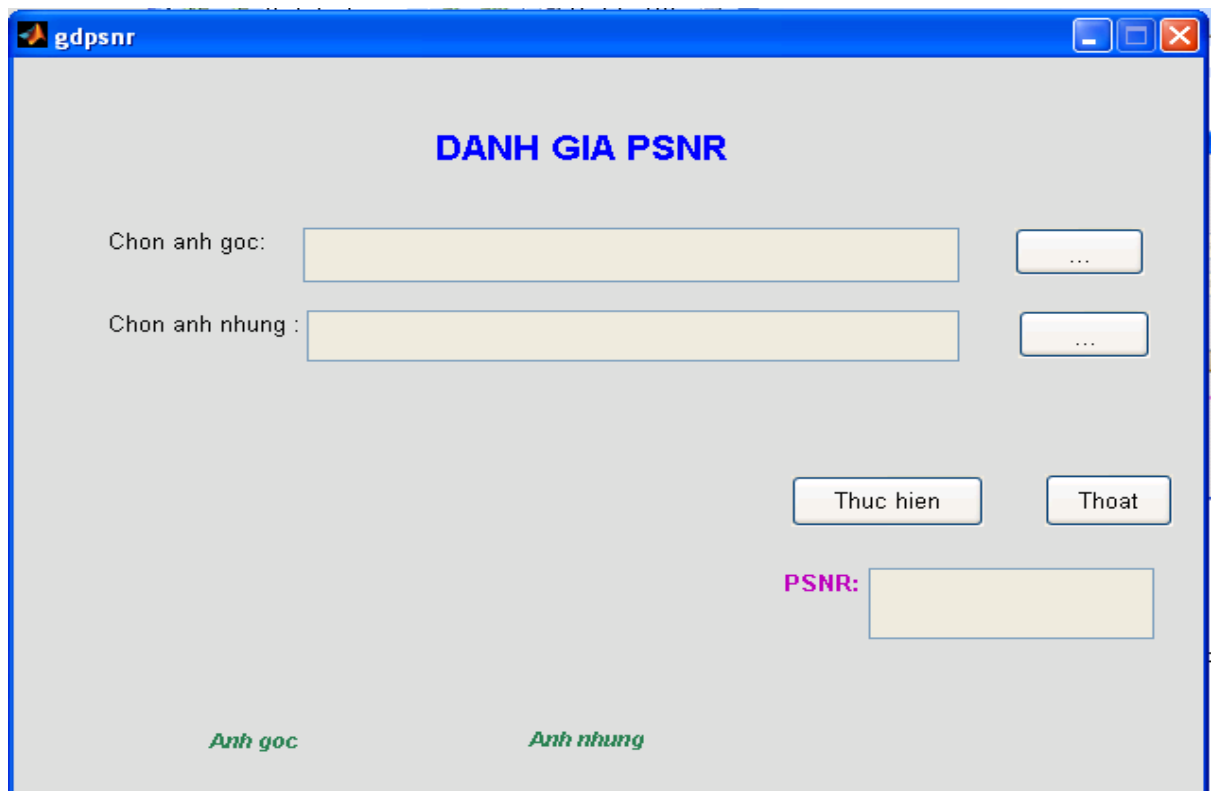 gdpsnr
DANH GIA PSNR
Chon anh goc:
...
Chon anh nhung :
...
Thuc hien
Thoat
PSNR:
Anh goc
Anh nhung